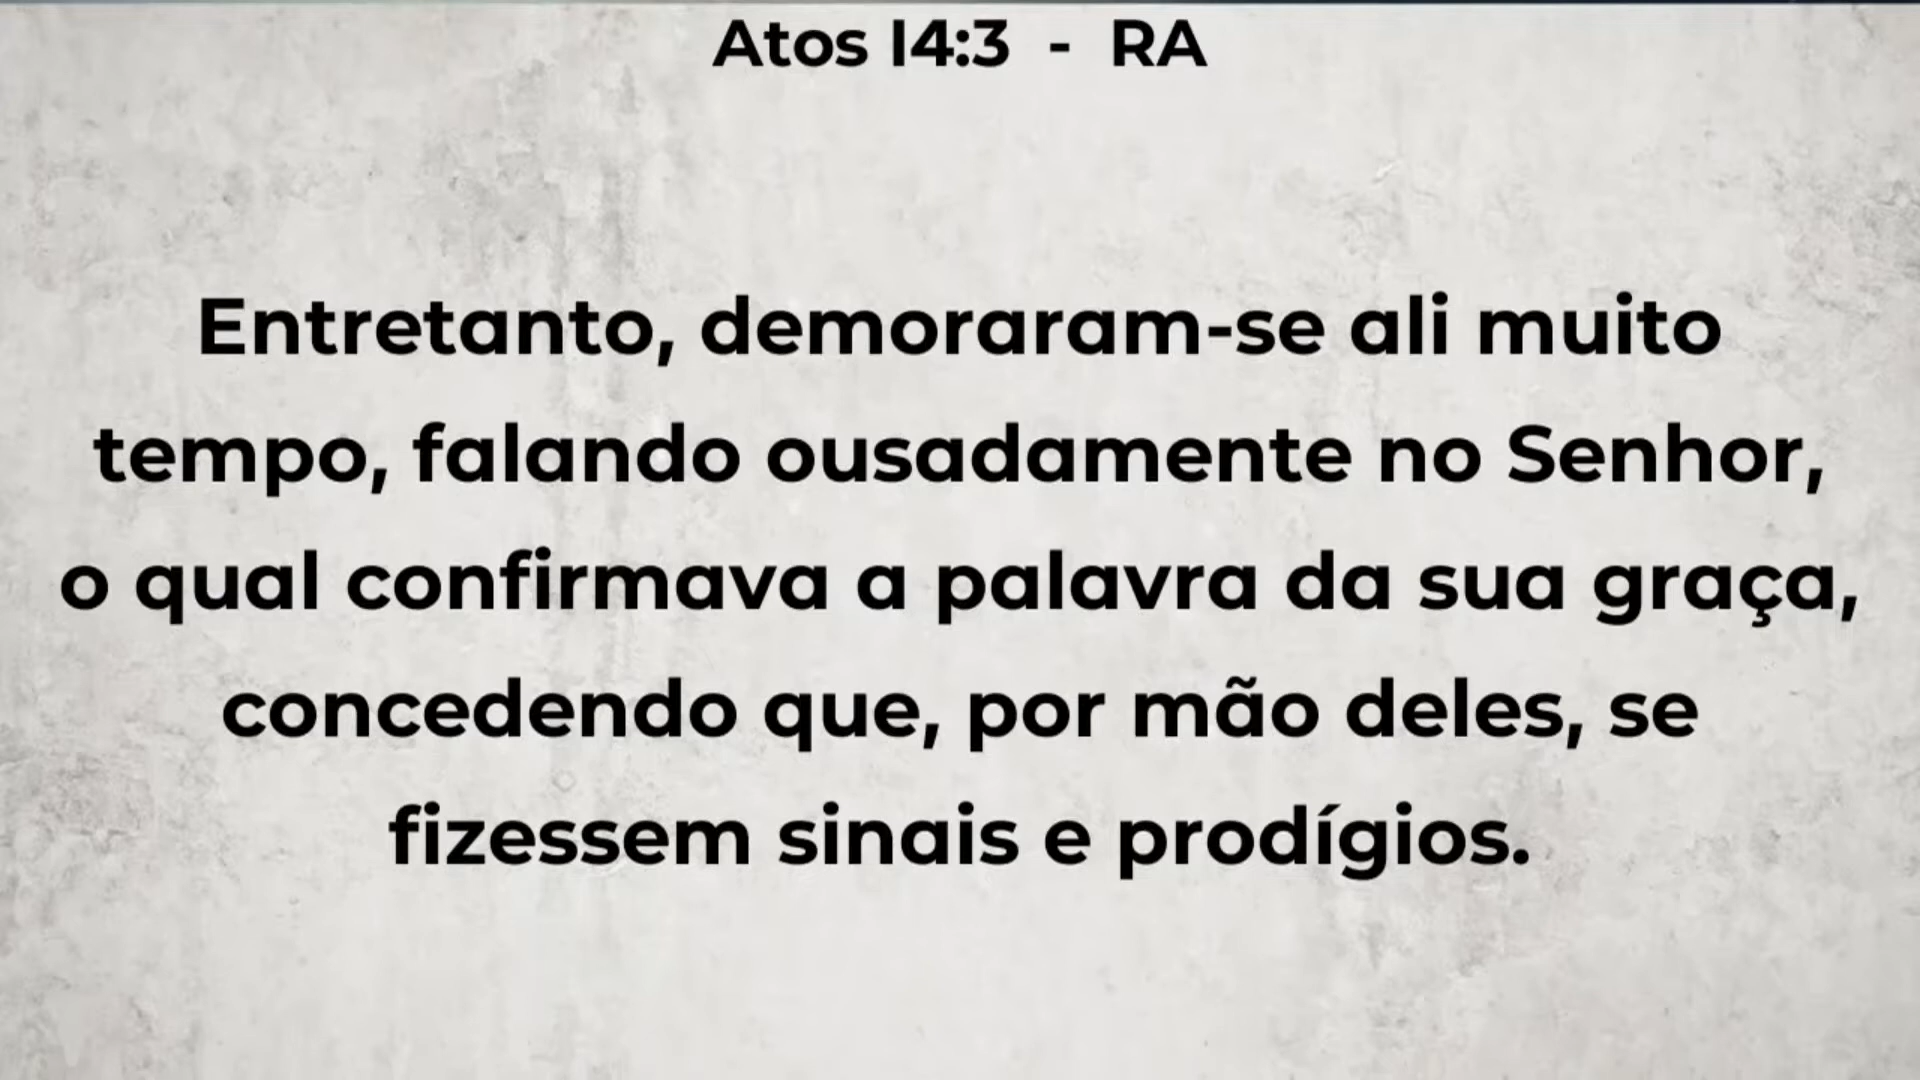 Atos 14:3 - RA
Entretanto, demoraram-se ali muito
tempo, falando ousadamente no Senhor,
o qual confirmava a palavra da sua graça,
concedendo que, por mão deles, se
fizessem sinais e prodígios.